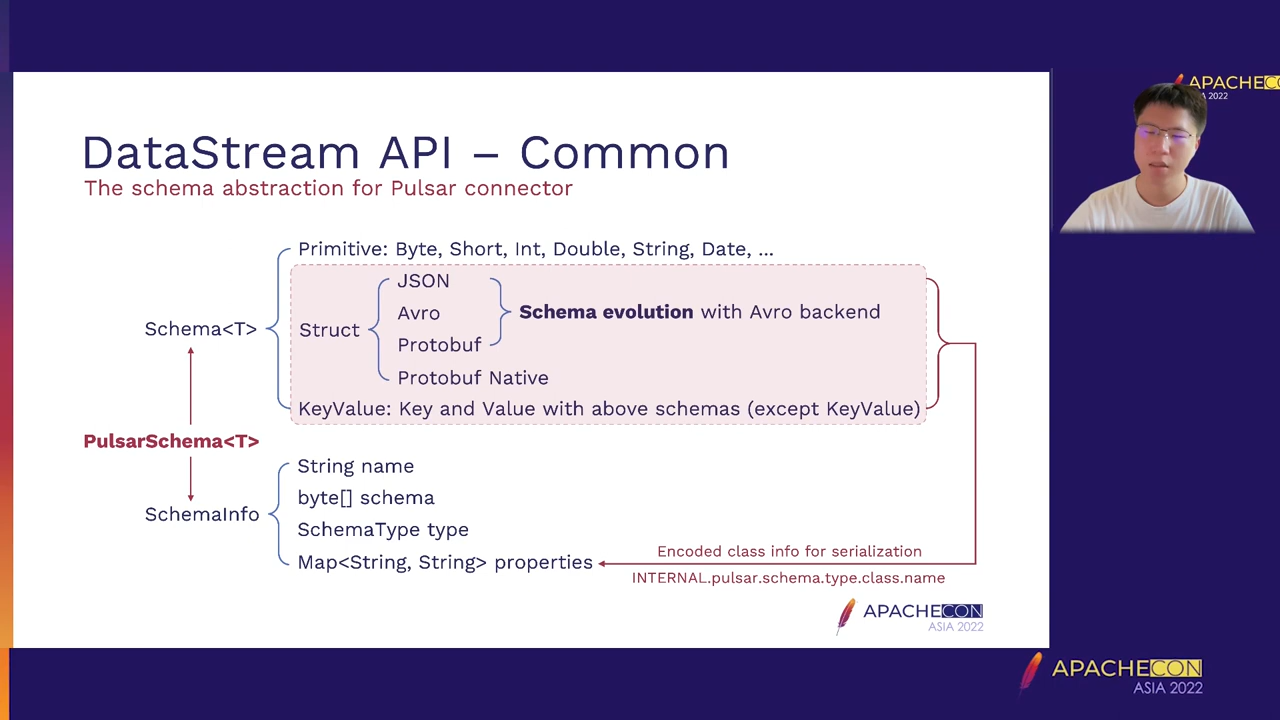 DataStream API – Common
The schema abstraction for Pulsar connector
Primitive: Byte, Short, Int, Double, String, Date, ...
JSON
Avro
Schema evolution with Avro backend
Schema<T>
Struct
Protobuf
Protobuf Native
KeyValue: Key and Value with above schemas (except KeyValue)
PulsarSchema<T>
String name
byte[] schema
SchemaInfo
SchemaType type
Map<String, String> properties
Encoded class info for serialization
INTERNAL.pulsar.schema.type.class.name
APACHECON
ASIA 2022
APACHECON
ASIA 2022
APACHECO
IA 2022